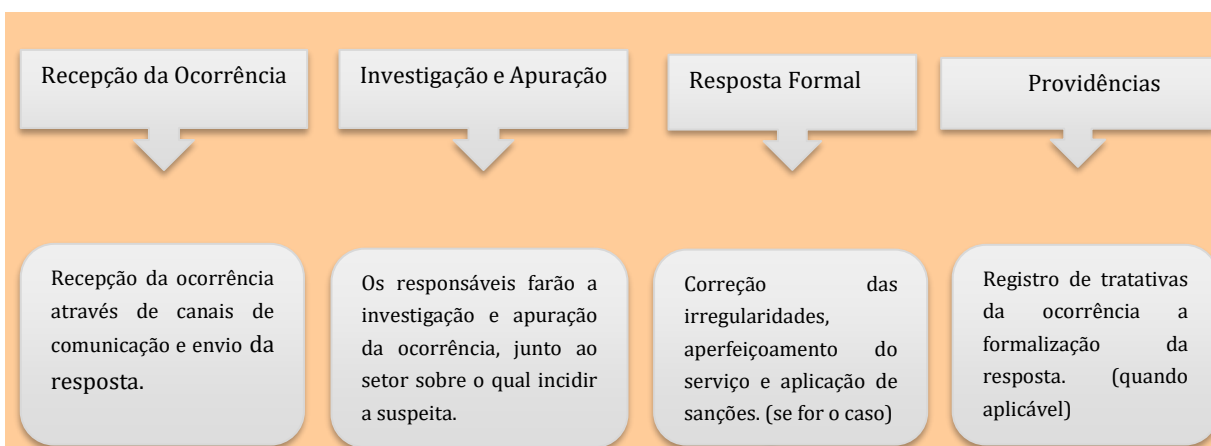 Recepção da Ocorrência
Investigação e Apuração
Resposta Formal
Providências
Recepção da ocorrência
através de canais de
comunicação e envio da
resposta.
Os responsáveis farão a
investigação e apuração
da ocorrência, junto ao
setor sobre o qual incidir
a suspeita.
Correção das
irregularidades,
aperfeiçoamento do
serviço e aplicação de
sanções. (se for o caso)
Registro de tratativas
da ocorrência a
formalização da
resposta. (quando
aplicável)